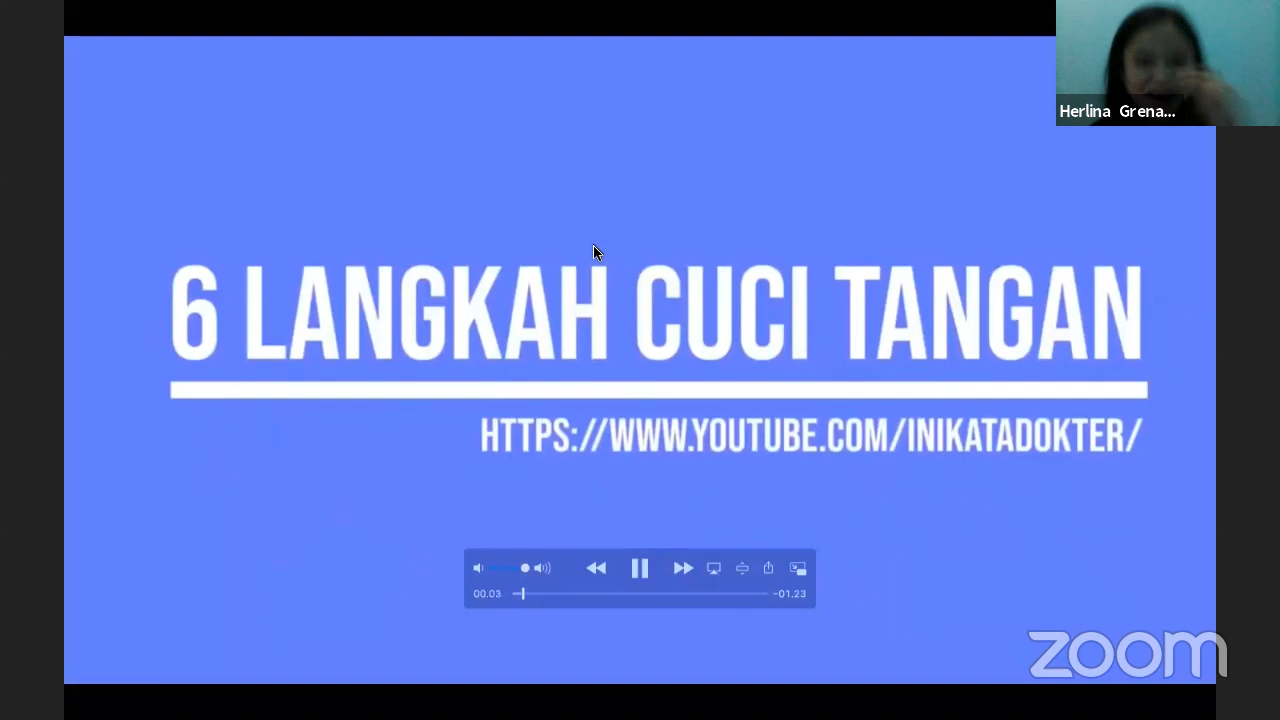 Herlina Grena...
6 LANGKAH CUCI TANGAN
HTTPS://WWW.YOUTUBE.COM/INIKATADOKTER/
00.03
-01.23
zoom